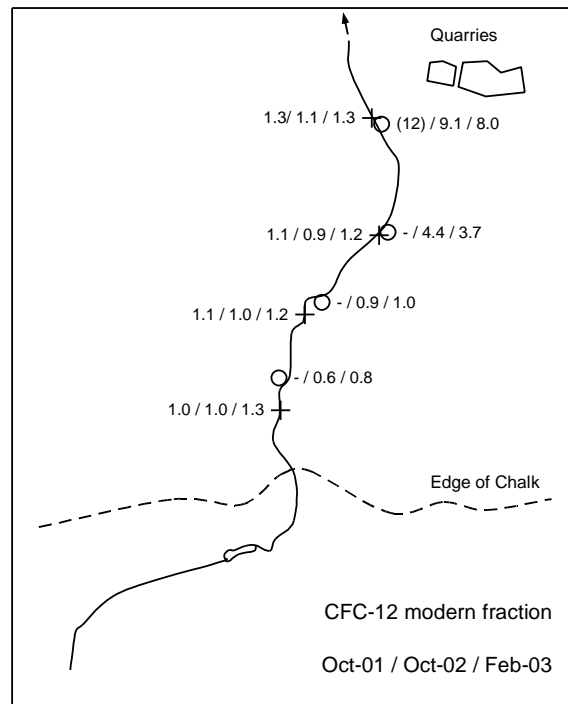 Quarries
1.3/ 1.1 / 1.3
(12) / 9.1 / 8.0
1.1 / 0.9 / 1.2
- / 4.4 / 3.7
- / 0.9 / 1.0
1.1 / 1.0 / 1.2
- / 0.6 / 0.8
1.0 / 1.0 / 1.3
Edge of Chalk
CFC-12 modern fraction
Oct-01 / Oct-02 / Feb-03